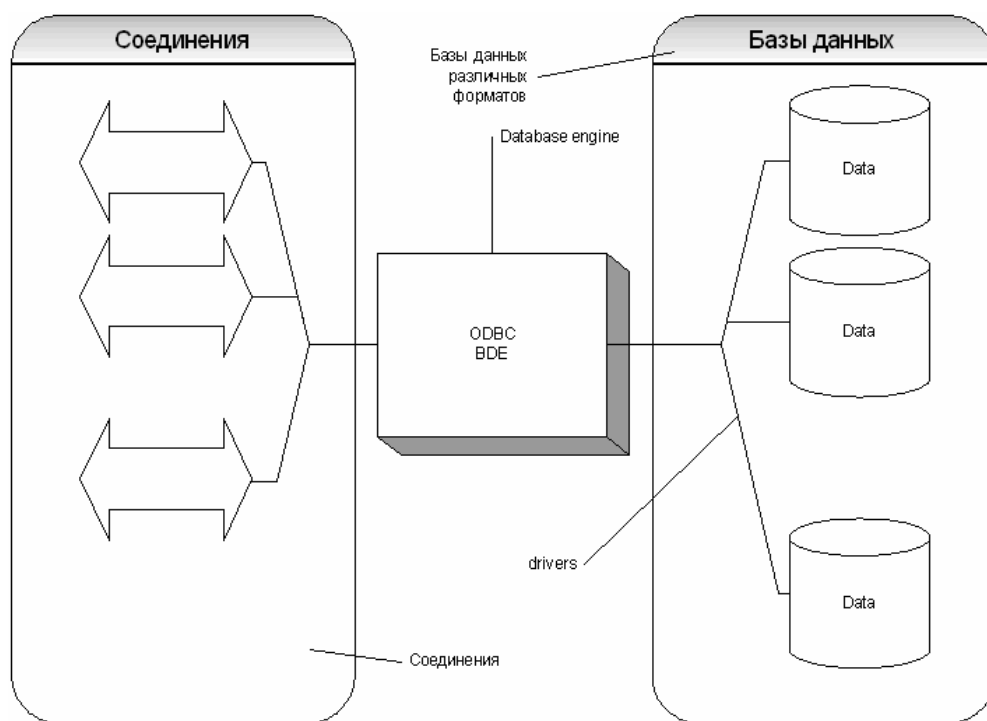 Соединения
Базы данных
Базы данных
различных
форматов
Database engine
Data
Data
ODBC
BDE
drivers
Data
Соединения